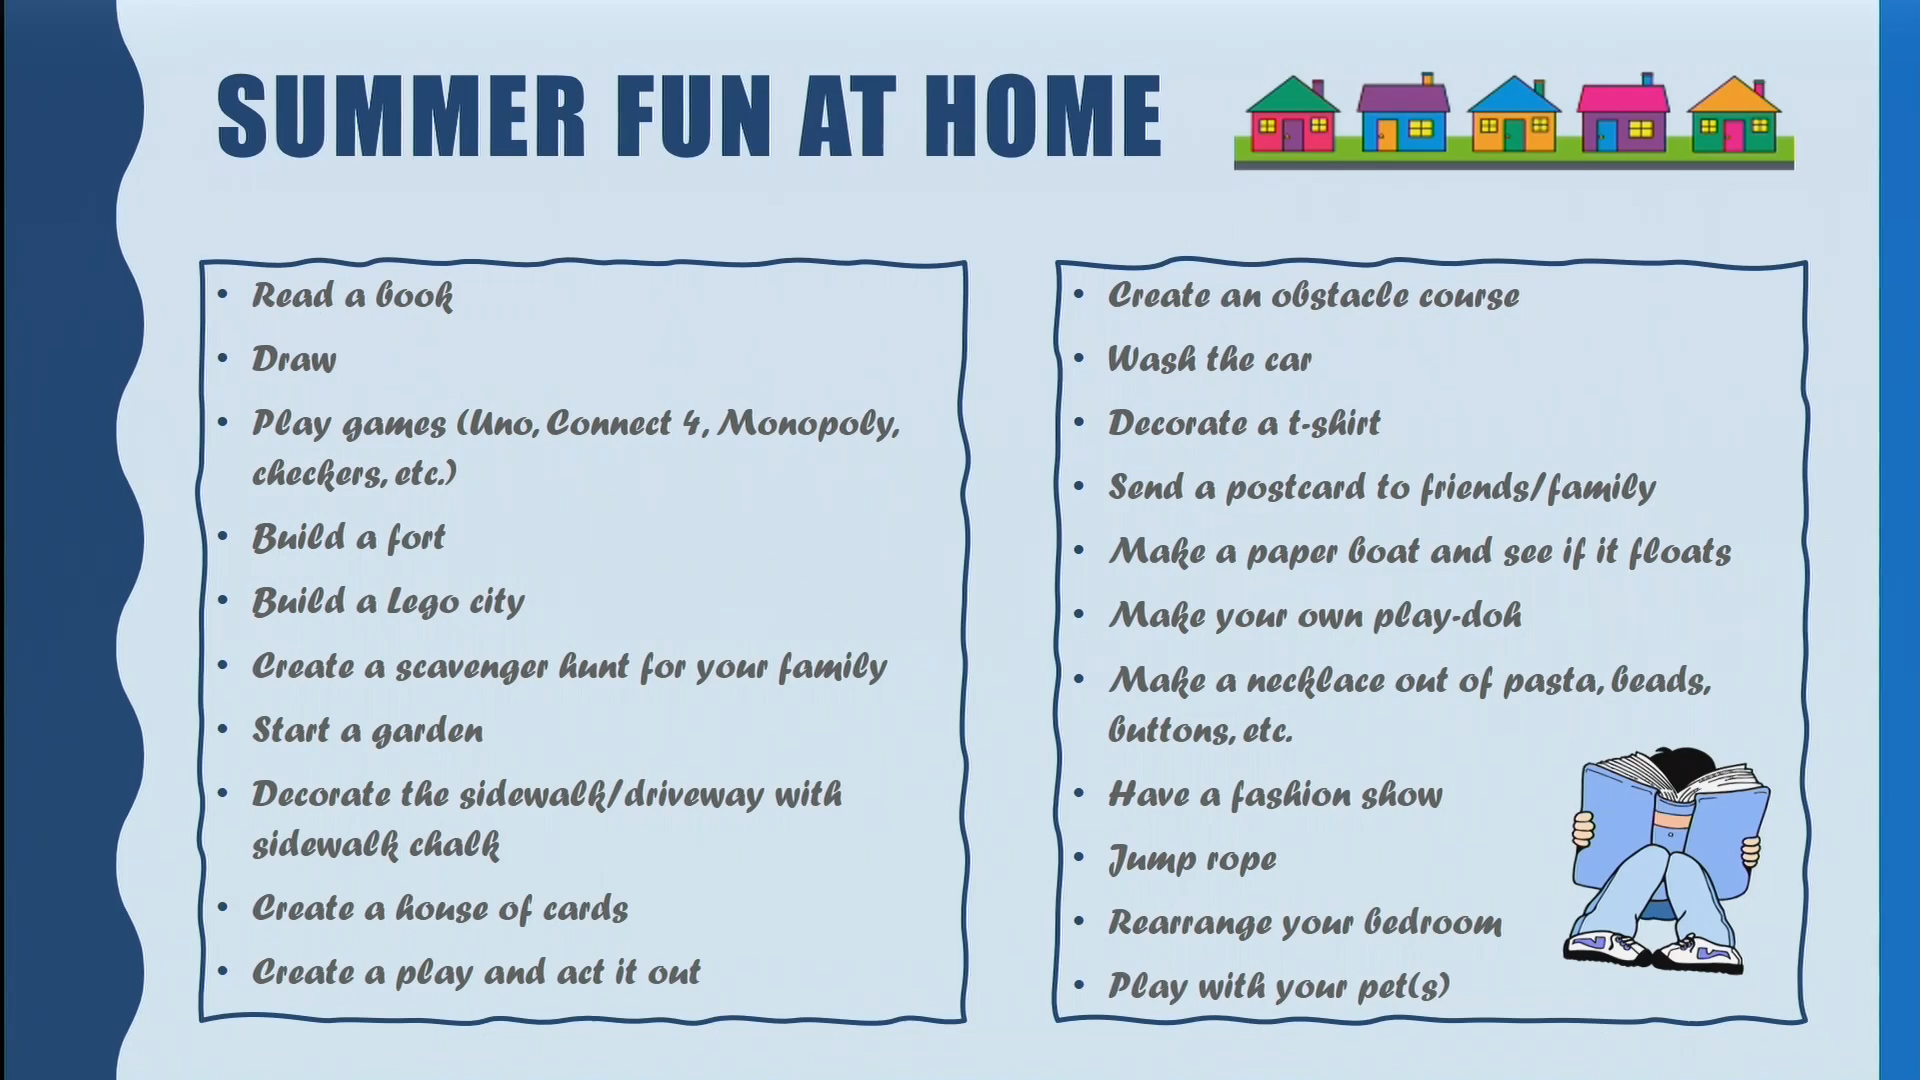 SUMMER FUN AT HOME
• Read a book
• Draw
• Play games (Uno, Connect 4, Monopoly,
checkers, etc.)
• Build a fort
• Build a Lego city
• Create a scavenger hunt for your family
• Start a garden
• Decorate the sidewalk/driveway with
sidewalk chalk
• Create a house of cards
• Create a play and act it out
• Create an obstacle course
• Wash the car
• Decorate a t-shirt
• Send a postcard to friends/family
• Make a paper boat and see if it floats
• Make your own play-doh
• Make a necklace out of pasta, beads,
buttons, etc.
• Have a fashion show
• Jump rope
• Rearrange your bedroom
• Play with your pet(s)